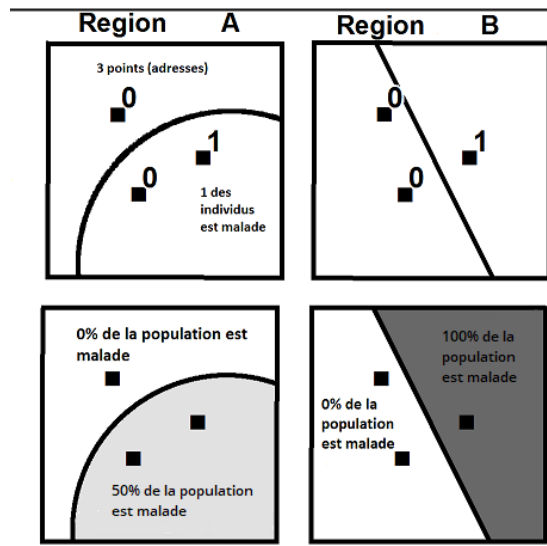 Region A
Region B
3 points (adresses)
0
1
0
1 des
individus
est malade
0
1
0
0% de la population est
malade
50% de la population
est malade
100% de la
population
est malade
0% de la
population
est malade